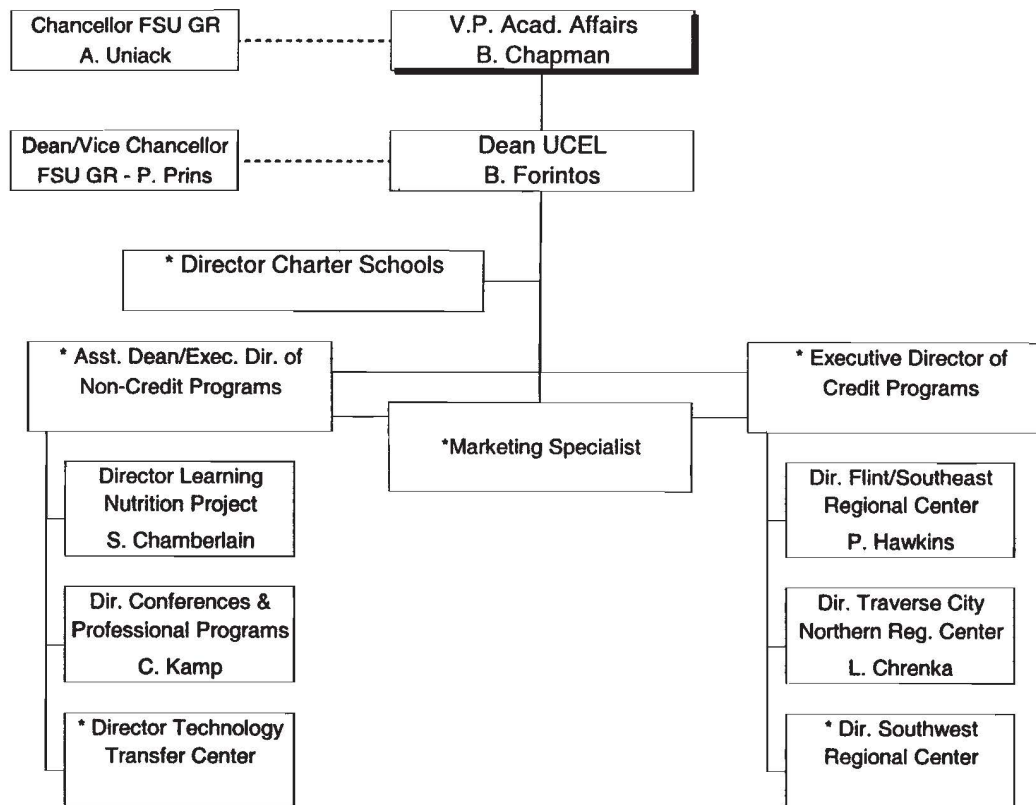 Chancellor FSU GR
A. Uniack
V.P. Acad. Affairs
B. Chapman
Dean/Vice Chancellor
FSU GR - P. Prins
Dean UCEL
B. Forintos
* Director Charter Schools
* Asst. Dean/Exec. Dir. of
Non-Credit Programs
* Executive Director of
Credit Programs
*Marketing Specialist
Director Learning
Nutrition Project
S. Chamberlain
Dir. Flint/Southeast
Regional Center
P. Hawkins
Dir. Conferences &
Professional Programs
C. Kamp
Dir. Traverse City
Northern Reg. Center
L. Chrenka
* Director Technology
Transfer Center
* Dir. Southwest
Regional Center